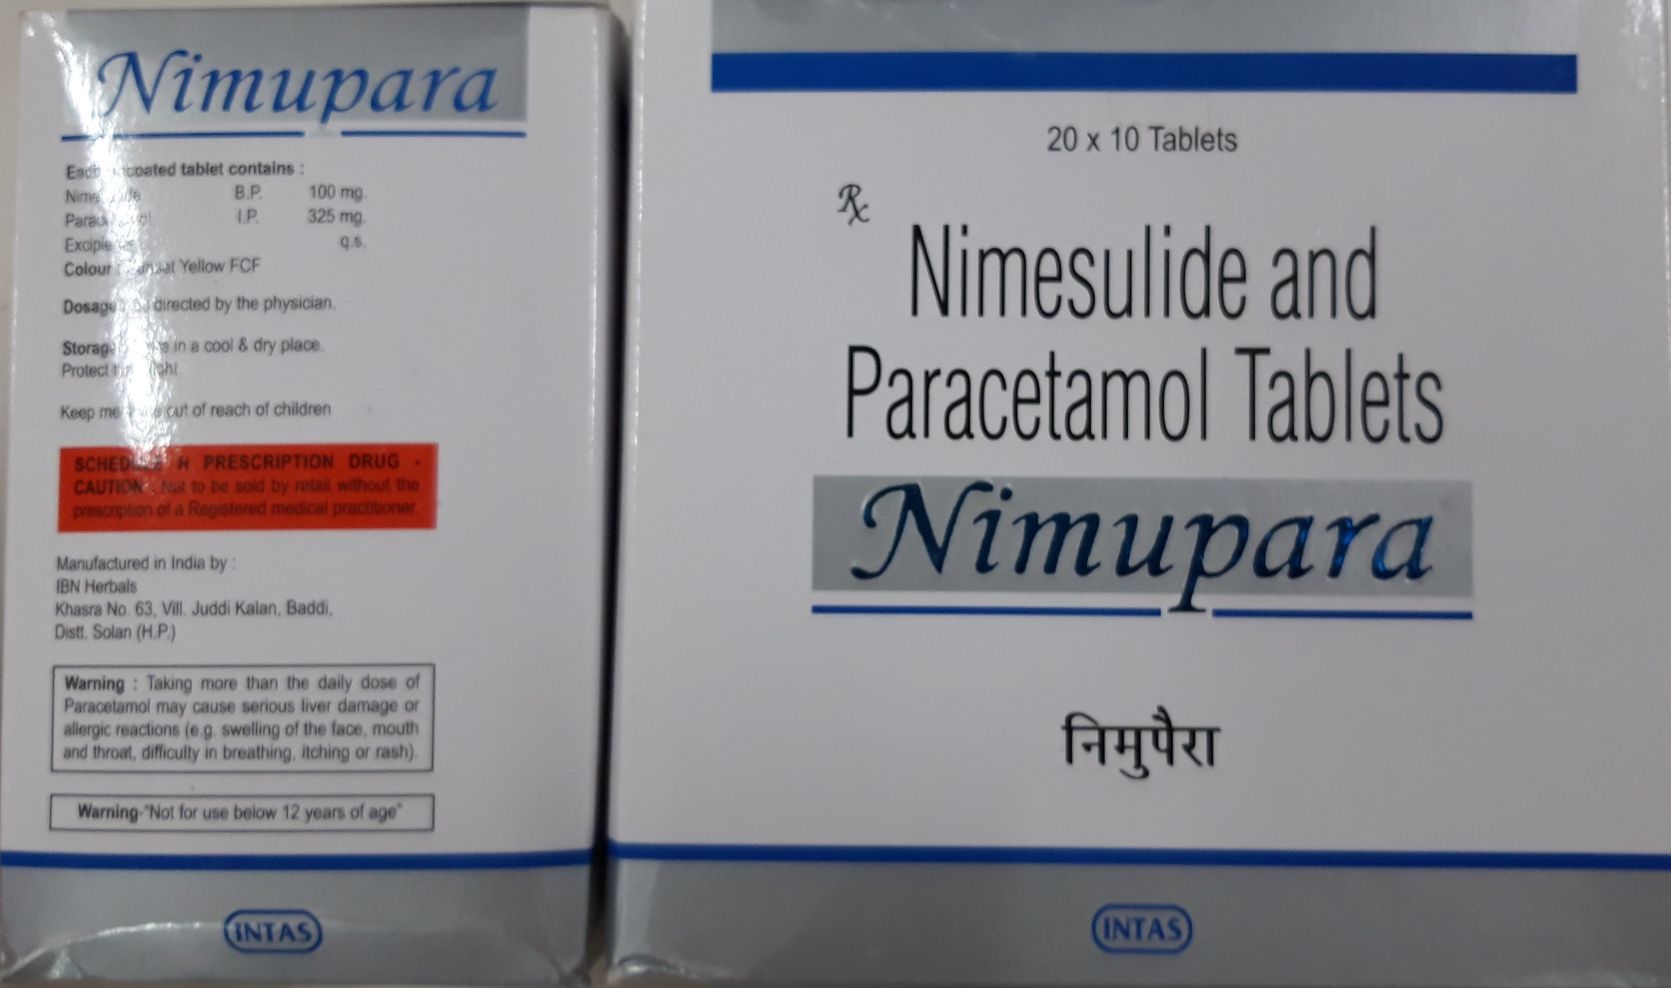 Nimupara
coated tablet contains :
B.P. 100 mg.
I.P. 325 mg.
q.s.
Colour Yellow FCF
Dosage directed by the physician.
in a cool & dry place.
Protect
Keep out of reach of children
SCHEDULE H PRESCRIPTION DRUG -
CAUTION : Not to be sold by retail without the
prescription of a Registered medical practitioner.
Manufactured in India by :
IBN Herbals
Khasra No. 63, Vill. Juddi Kalan, Baddi,
Distt. Solan (H.P.)
Warning : Taking more than the daily dose of
Paracetamol may cause serious liver damage or
allergic reactions (e.g. swelling of the face, mouth
and throat, difficulty in breathing, itching or rash).
Warning-"Not for use below 12 years of age"
INTAS
20 x 10 Tablets
Rx
Nimesulide and
Paracetamol Tablets
Nimupara
निमुपैरा
INTAS